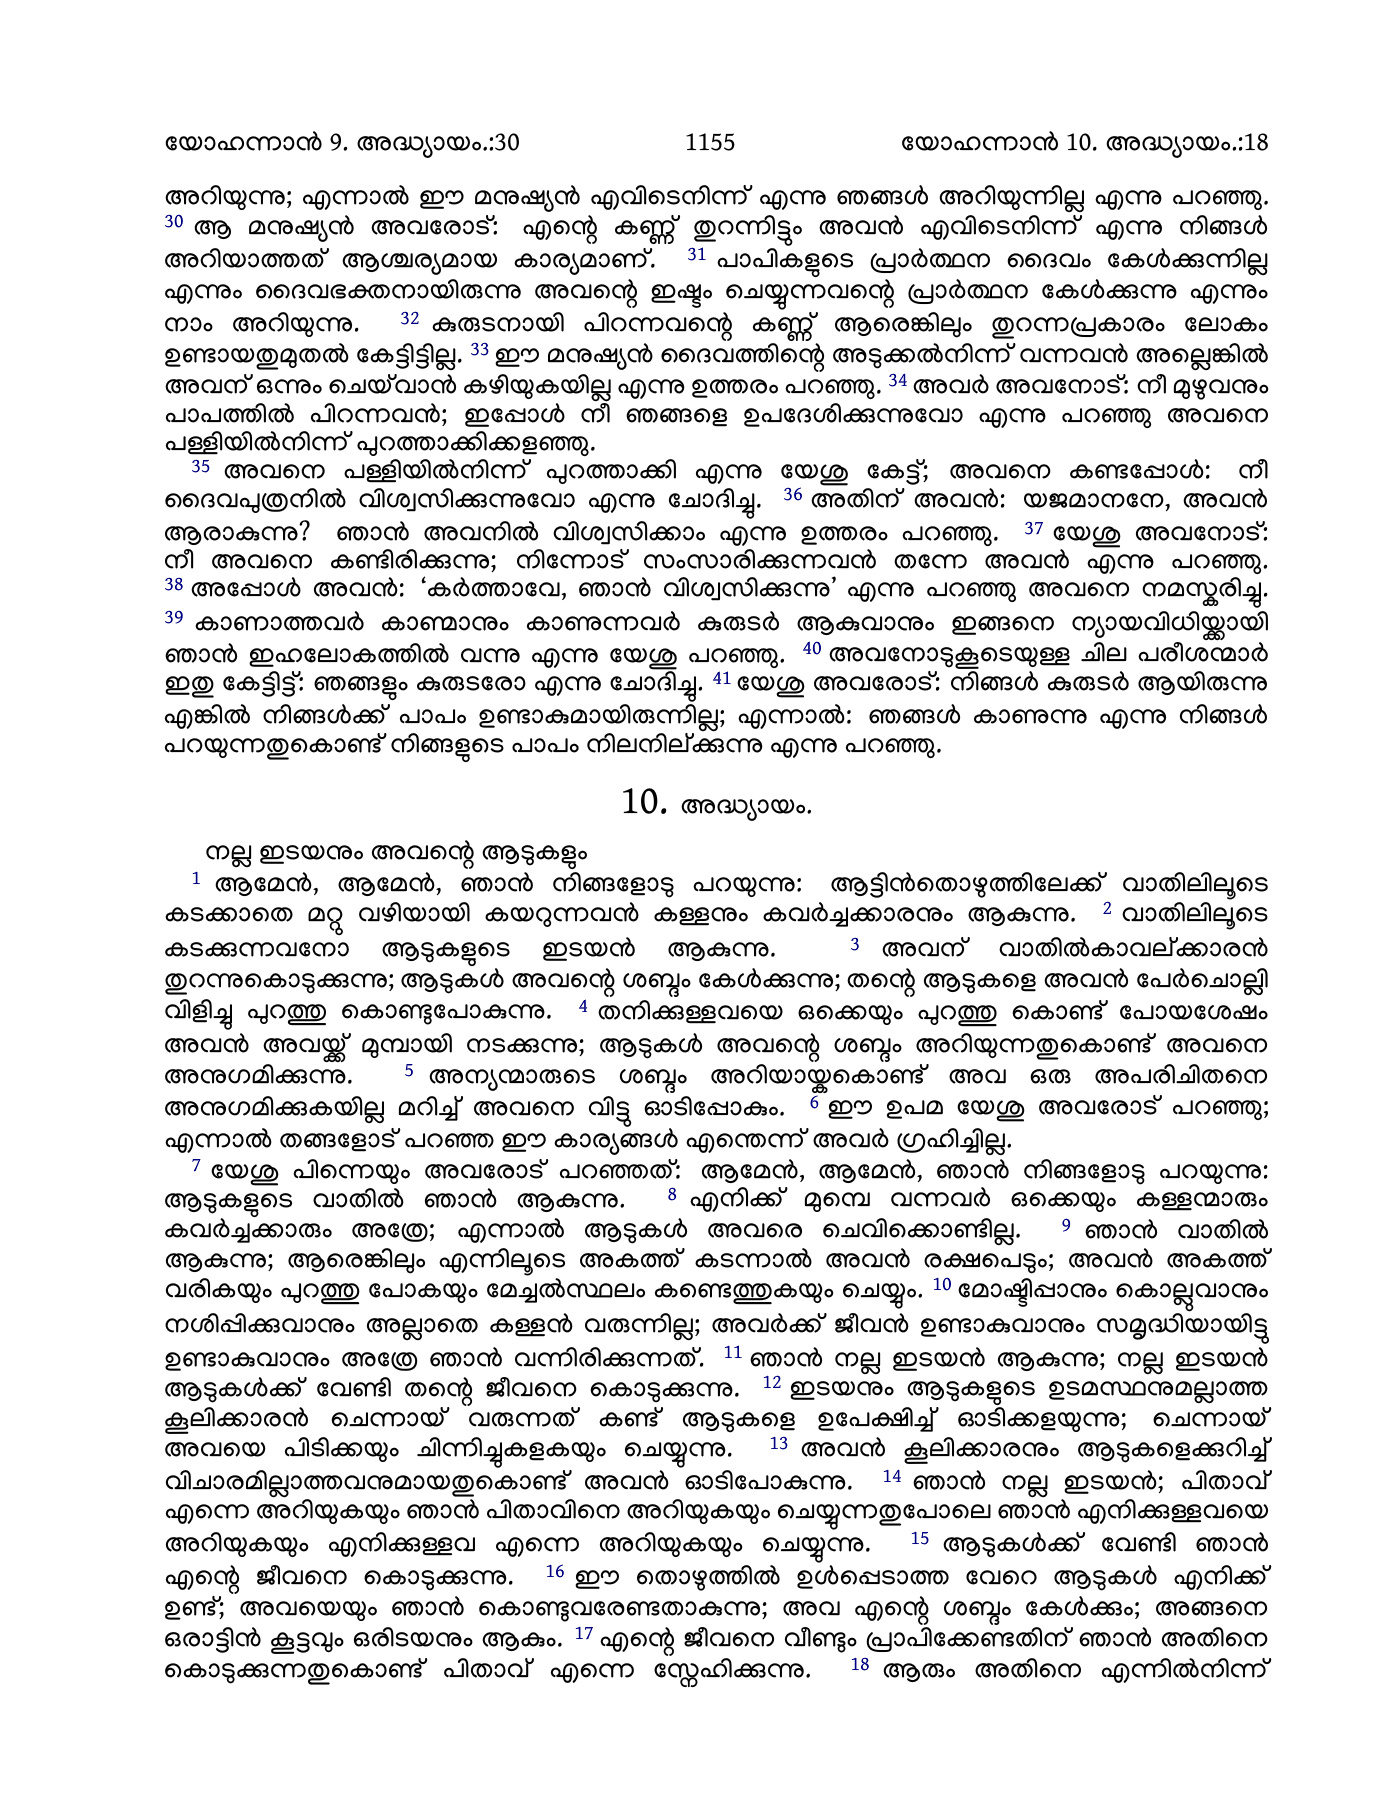 യോഹന്നാൻ 9. അദ്ധ്യായം.:30 1155 യോഹന്നാൻ 10. അദ്ധ്യായം.:18
അറിയുന്നു; എന്നാൽ ഈ മനുഷ്യൻ എവിടെനിന്ന് എന്നു ഞങ്ങൾ അറിയുന്നില്ല എന്നു പറഞ്ഞു.
30 ആ മനുഷ്യൻ അവരോട്: എന്റെ കണ്ണ് തുറന്നിട്ടും അവൻ എവിടെനിന്ന് എന്നു നിങ്ങൾ
അറിയാത്തത് ആശ്ചര്യമായ കാര്യമാണ്. 31 പാപികളുടെ പ്രാർത്ഥന ദൈവം കേൾക്കുന്നില്ല
എന്നും ദൈവഭക്തനായിരുന്നു അവന്റെ ഇഷ്ടം ചെയ്യുന്നവന്റെ പ്രാർത്ഥന കേൾക്കുന്നു എന്നും
നാം അറിയുന്നു. 32 കുരുടനായി പിറന്നവന്റെ കണ്ണ് ആരെങ്കിലും തുറന്നപ്രകാരം ലോകം
ഉണ്ടായതുമുതൽ കേട്ടിട്ടില്ല. 33 ഈ മനുഷ്യൻ ദൈവത്തിന്റെ അടുക്കൽനിന്ന് വന്നവൻ അല്ലെങ്കിൽ
അവന് ഒന്നും ചെയ്‌വാൻ കഴിയുകയില്ല എന്നു ഉത്തരം പറഞ്ഞു. 34 അവർ അവനോട്: നീ മുഴുവനും
പാപത്തിൽ പിറന്നവൻ; ഇപ്പോൾ നീ ഞങ്ങളെ ഉപദേശിക്കുന്നുവോ എന്നു പറഞ്ഞു അവനെ
പള്ളിയിൽനിന്ന് പുറത്താക്കിക്കളഞ്ഞു.
35 അവനെ പള്ളിയിൽനിന്ന് പുറത്താക്കി എന്നു യേശു കേട്ട്; അവനെ കണ്ടപ്പോൾ: നീ
ദൈവപുത്രനിൽ വിശ്വസിക്കുന്നുവോ എന്നു ചോദിച്ചു. 36 അതിന് അവൻ: യജമാനനേ, അവൻ
ആരാകുന്നു? ഞാൻ അവനിൽ വിശ്വസിക്കാം എന്നു ഉത്തരം പറഞ്ഞു. 37 യേശു അവനോട്:
നീ അവനെ കണ്ടിരിക്കുന്നു; നിന്നോട് സംസാരിക്കുന്നവൻ തന്നേ അവൻ എന്നു പറഞ്ഞു.
38 അപ്പോൾ അവൻ: ‘കർത്താവേ, ഞാൻ വിശ്വസിക്കുന്നു’ എന്നു പറഞ്ഞു അവനെ നമസ്കരിച്ചു.
39 കാണാത്തവർ കാണ്മാനും കാണുന്നവർ കുരുടർ ആകുവാനും ഇങ്ങനെ ന്യായവിധിയ്ക്കായി
ഞാൻ ഇഹലോകത്തിൽ വന്നു എന്നു യേശു പറഞ്ഞു. 40 അവനോടുകൂടെയുള്ള ചില പരീശന്മാർ
ഇതു കേട്ടിട്ട്: ഞങ്ങളും കുരുടരോ എന്നു ചോദിച്ചു. 41 യേശു അവരോട്: നിങ്ങൾ കുരുടർ ആയിരുന്നു
എങ്കിൽ നിങ്ങൾക്ക് പാപം ഉണ്ടാകുമായിരുന്നില്ല; എന്നാൽ: ഞങ്ങൾ കാണുന്നു എന്നു നിങ്ങൾ
പറയുന്നതുകൊണ്ട് നിങ്ങളുടെ പാപം നിലനില്ക്കുന്നു എന്നു പറഞ്ഞു.
10. അദ്ധ്യായം.
നല്ല ഇടയനും അവന്റെ ആടുകളും
1 ആമേൻ, ആമേൻ, ഞാൻ നിങ്ങളോടു പറയുന്നു: ആട്ടിൻതൊഴുത്തിലേക്ക് വാതിലിലൂടെ
കടക്കാതെ മറ്റു വഴിയായി കയറുന്നവൻ കള്ളനും കവർച്ചക്കാരനും ആകുന്നു. 2 വാതിലിലൂടെ
കടക്കുന്നവനോ ആടുകളുടെ ഇടയൻ ആകുന്നു. 3 അവന് വാതിൽകാവല്ക്കാരൻ
തുറന്നുകൊടുക്കുന്നു; ആടുകൾ അവന്റെ ശബ്ദം കേൾക്കുന്നു; തന്റെ ആടുകളെ അവൻ പേർചൊല്ലി
വിളിച്ചു പുറത്തു കൊണ്ടുപോകുന്നു. 4 തനിക്കുള്ളവയെ ഒക്കെയും പുറത്തു കൊണ്ട് പോയശേഷം
അവൻ അവയ്ക്ക് മുമ്പായി നടക്കുന്നു; ആടുകൾ അവന്റെ ശബ്ദം അറിയുന്നതുകൊണ്ട് അവനെ
അനുഗമിക്കുന്നു. 5 അന്യന്മാരുടെ ശബ്ദം അറിയായ്കകൊണ്ട് അവ ഒരു അപരിചിതനെ
അനുഗമിക്കുകയില്ല മറിച്ച് അവനെ വിട്ടു ഓടിപ്പോകും. 6 ഈ ഉപമ യേശു അവരോട് പറഞ്ഞു;
എന്നാൽ തങ്ങളോട് പറഞ്ഞ ഈ കാര്യങ്ങൾ എന്തെന്ന് അവർ ഗ്രഹിച്ചില്ല.
7 യേശു പിന്നെയും അവരോട് പറഞ്ഞത്: ആമേൻ, ആമേൻ, ഞാൻ നിങ്ങളോടു പറയുന്നു:
ആടുകളുടെ വാതിൽ ഞാൻ ആകുന്നു. 8 എനിക്ക് മുമ്പെ വന്നവർ ഒക്കെയും കള്ളന്മാരും
കവർച്ചക്കാരും അത്രേ; എന്നാൽ ആടുകൾ അവരെ ചെവിക്കൊണ്ടില്ല. 9 ഞാൻ വാതിൽ
ആകുന്നു; ആരെങ്കിലും എന്നിലൂടെ അകത്ത് കടന്നാൽ അവൻ രക്ഷപെടും; അവൻ അകത്ത്
വരികയും പുറത്തു പോകയും മേച്ചൽസ്ഥലം കണ്ടെത്തുകയും ചെയ്യും. 10 മോഷ്ടിപ്പാനും കൊല്ലുവാനും
നശിപ്പിക്കുവാനും അല്ലാതെ കള്ളൻ വരുന്നില്ല; അവർക്ക് ജീവൻ ഉണ്ടാകുവാനും സമൃദ്ധിയായിട്ടു
ഉണ്ടാകുവാനും അത്രേ ഞാൻ വന്നിരിക്കുന്നത്. 11 ഞാൻ നല്ല ഇടയൻ ആകുന്നു; നല്ല ഇടയൻ
ആടുകൾക്ക് വേണ്ടി തന്റെ ജീവനെ കൊടുക്കുന്നു. 12 ഇടയനും ആടുകളുടെ ഉടമസ്ഥനുമല്ലാത്ത
കൂലിക്കാരൻ ചെന്നായ് വരുന്നത് കണ്ട് ആടുകളെ ഉപേക്ഷിച്ച് ഓടിക്കളയുന്നു; ചെന്നായ്
അവയെ പിടിക്കയും ചിന്നിച്ചുകളകയും ചെയ്യുന്നു. 13 അവൻ കൂലിക്കാരനും ആടുകളെക്കുറിച്ച്
വിചാരമില്ലാത്തവനുമായതുകൊണ്ട് അവൻ ഓടിപോകുന്നു. 14 ഞാൻ നല്ല ഇടയൻ; പിതാവ്
എന്നെ അറിയുകയും ഞാൻ പിതാവിനെ അറിയുകയും ചെയ്യുന്നതുപോലെ ഞാൻ എനിക്കുള്ളവയെ
അറിയുകയും എനിക്കുള്ളവ എന്നെ അറിയുകയും ചെയ്യുന്നു. 15 ആടുകൾക്ക് വേണ്ടി ഞാൻ
എന്റെ ജീവനെ കൊടുക്കുന്നു. 16 ഈ തൊഴുത്തിൽ ഉൾപ്പെടാത്ത വേറെ ആടുകൾ എനിക്ക്
ഉണ്ട്; അവയെയും ഞാൻ കൊണ്ടുവരേണ്ടതാകുന്നു; അവ എന്റെ ശബ്ദം കേൾക്കും; അങ്ങനെ
ഒരാട്ടിൻ കൂട്ടവും ഒരിടയനും ആകും. 17 എന്റെ ജീവനെ വീണ്ടും പ്രാപിക്കേണ്ടതിന് ഞാൻ അതിനെ
കൊടുക്കുന്നതുകൊണ്ട് പിതാവ് എന്നെ സ്നേഹിക്കുന്നു. 18 ആരും അതിനെ എന്നിൽനിന്ന്